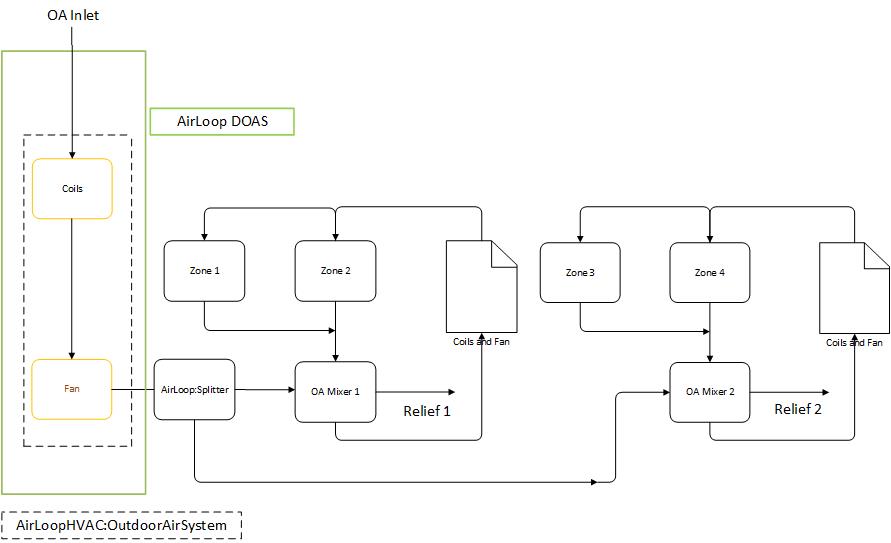 OA Inlet
AirLoop DOAS
Coils
Zone 1
Zone 2
Zone 3
Zone 4
Coils and Fan
Coils and Fan
Fan
AirLoop:Splitter
OA Mixer 1
OA Mixer 2
Relief 1
Relief 2
AirLoopHVAC:OutdoorAirSystem